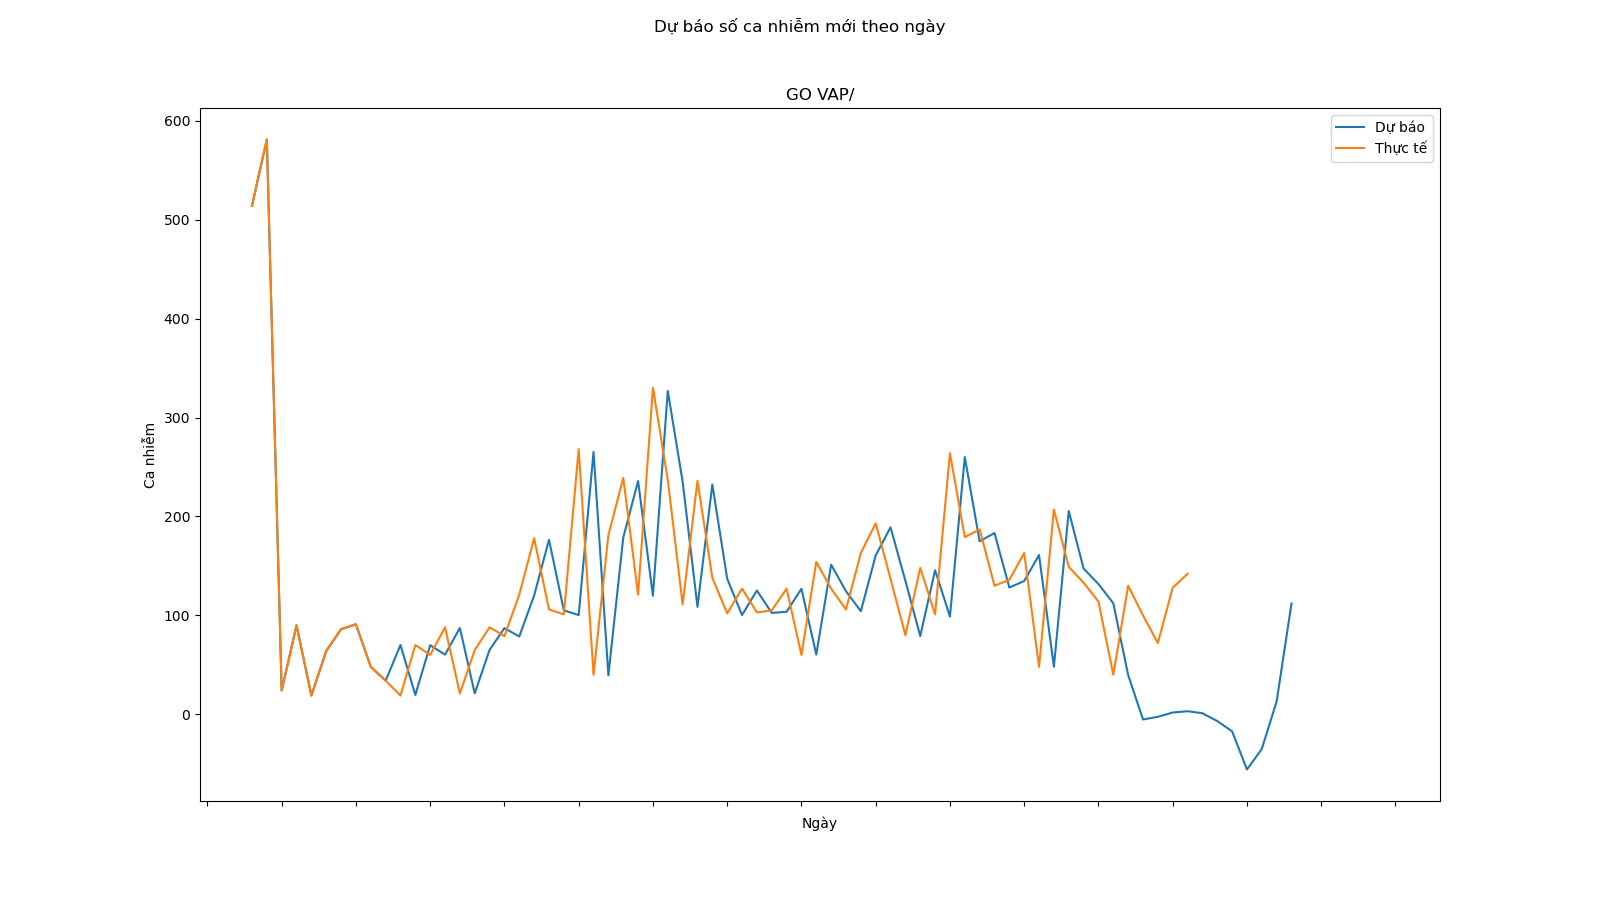 Dự báo số ca nhiễm mới theo ngày
GO VAP/
Dự báo
Thực tế
600
500
400
300
200
100
0
Ca nhiễm
Ngày